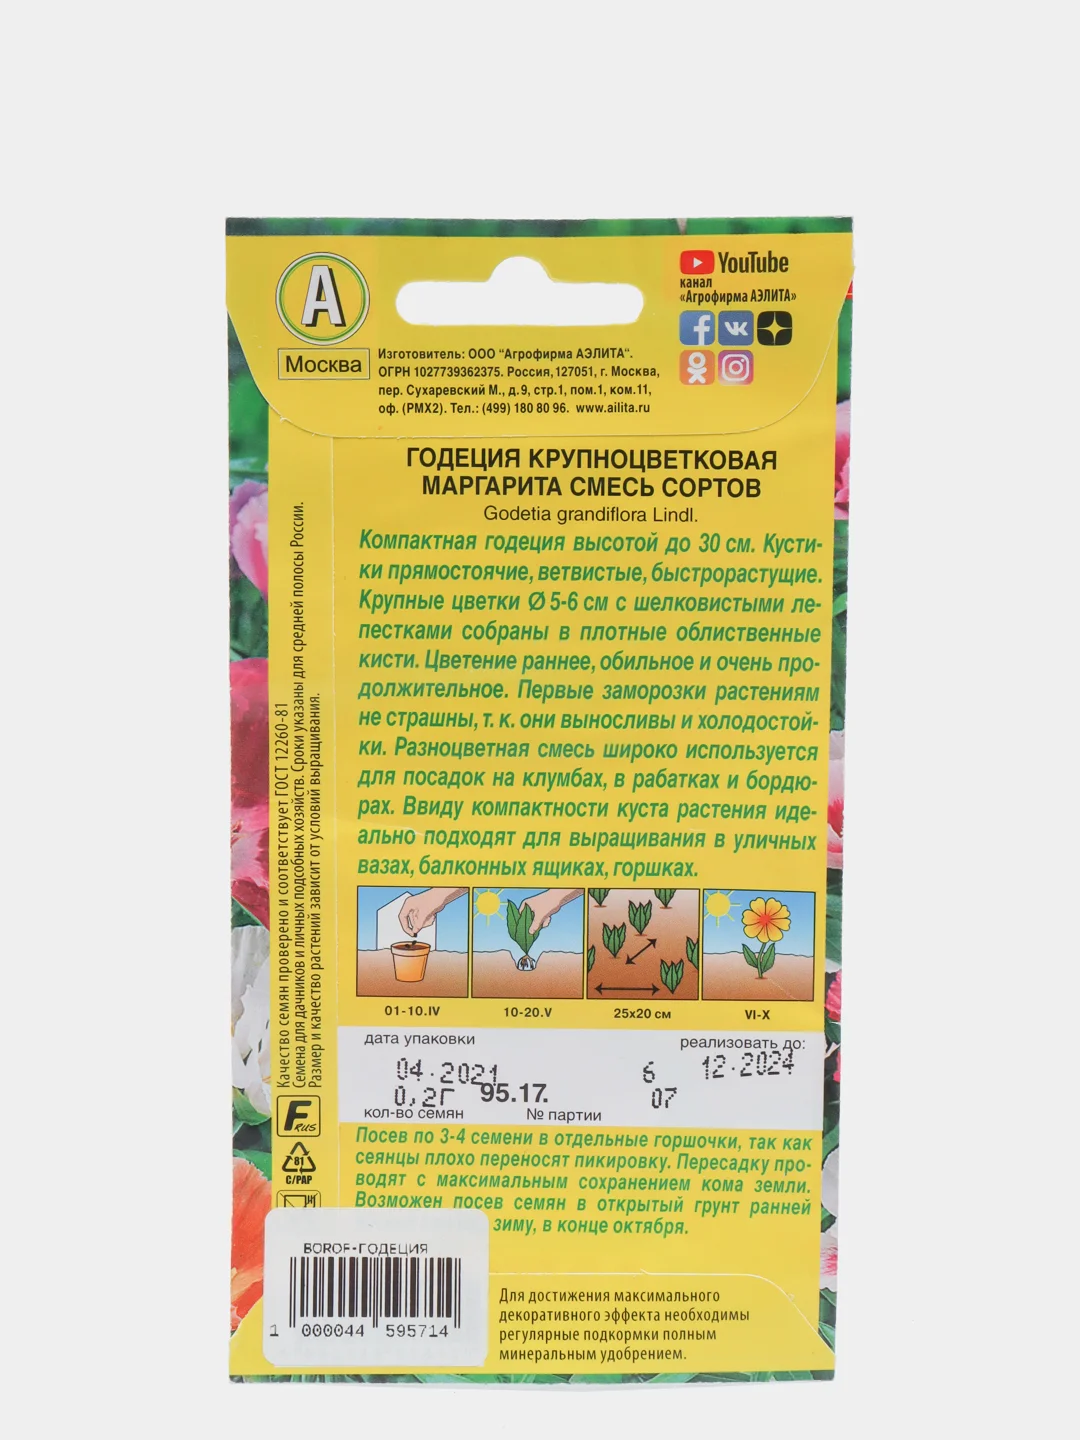 А
Москва
YouTube
канал
«Агрофирма АЭЛИТА»
Изготовитель: ООО “Агрофирма АЭЛИТА“.
ОГРН 1027739362375. Россия,127051, г. Москва,
пер. Сухаревский М., д.9, стр.1, пом.1, ком.11,
оф. (РМХ2). Тел.: (499) 180 80 96. www.ailita.ru
ГОДЕЦИЯ КРУПНОЦВЕТКОВАЯ
МАРГАРИТА СМЕСЬ СОРТОВ
Godetia grandiflora Lindl.
Компактная годеция высотой до 30 см. Кусти-
ки прямостоячие, ветвистые, быстрорастущие.
Крупные цветки Ø 5-6 см с шелковистыми ле-
пестками собраны в плотные облиственные
кисти. Цветение раннее, обильное и очень про-
должительное. Первые заморозки растениям
не страшны, т. к. они выносливы и холодостой-
ки. Разноцветная смесь широко используется
для посадок на клумбах, в рабатках и бордю-
рах. Ввиду компактности куста растения иде-
ально подходят для выращивания в уличных
вазах, балконных ящиках, горшках.
01-10.IV
10-20.V
25х20 см
VI-X
дата упаковки
реализовать до:
04.2021
6
12.2024
0,2Г
95.17.
07
кол-во семян
№ партии
Посев по 3-4 семени в отдельные горшочки, так как
сеянцы плохо переносят пикировку. Пересадку про-
водят с максимальным сохранением кома земли.
Возможен посев семян в открытый грунт ранней
зиму, в конце октября.
Качество семян проверено и соответствует ГОСТ 12260-81
Семена для дачников и личных подсобных хозяйств. Сроки указаны для средней полосы России.
Размер и качество растений зависит от условий выращивания.
F RUS
81
C/PAP
BOROF-ГОДЕЦИЯ
1 000044 595714
Для достижения максимального
декоративного эффекта необходимы
регулярные подкормки полным
минеральным удобрением.